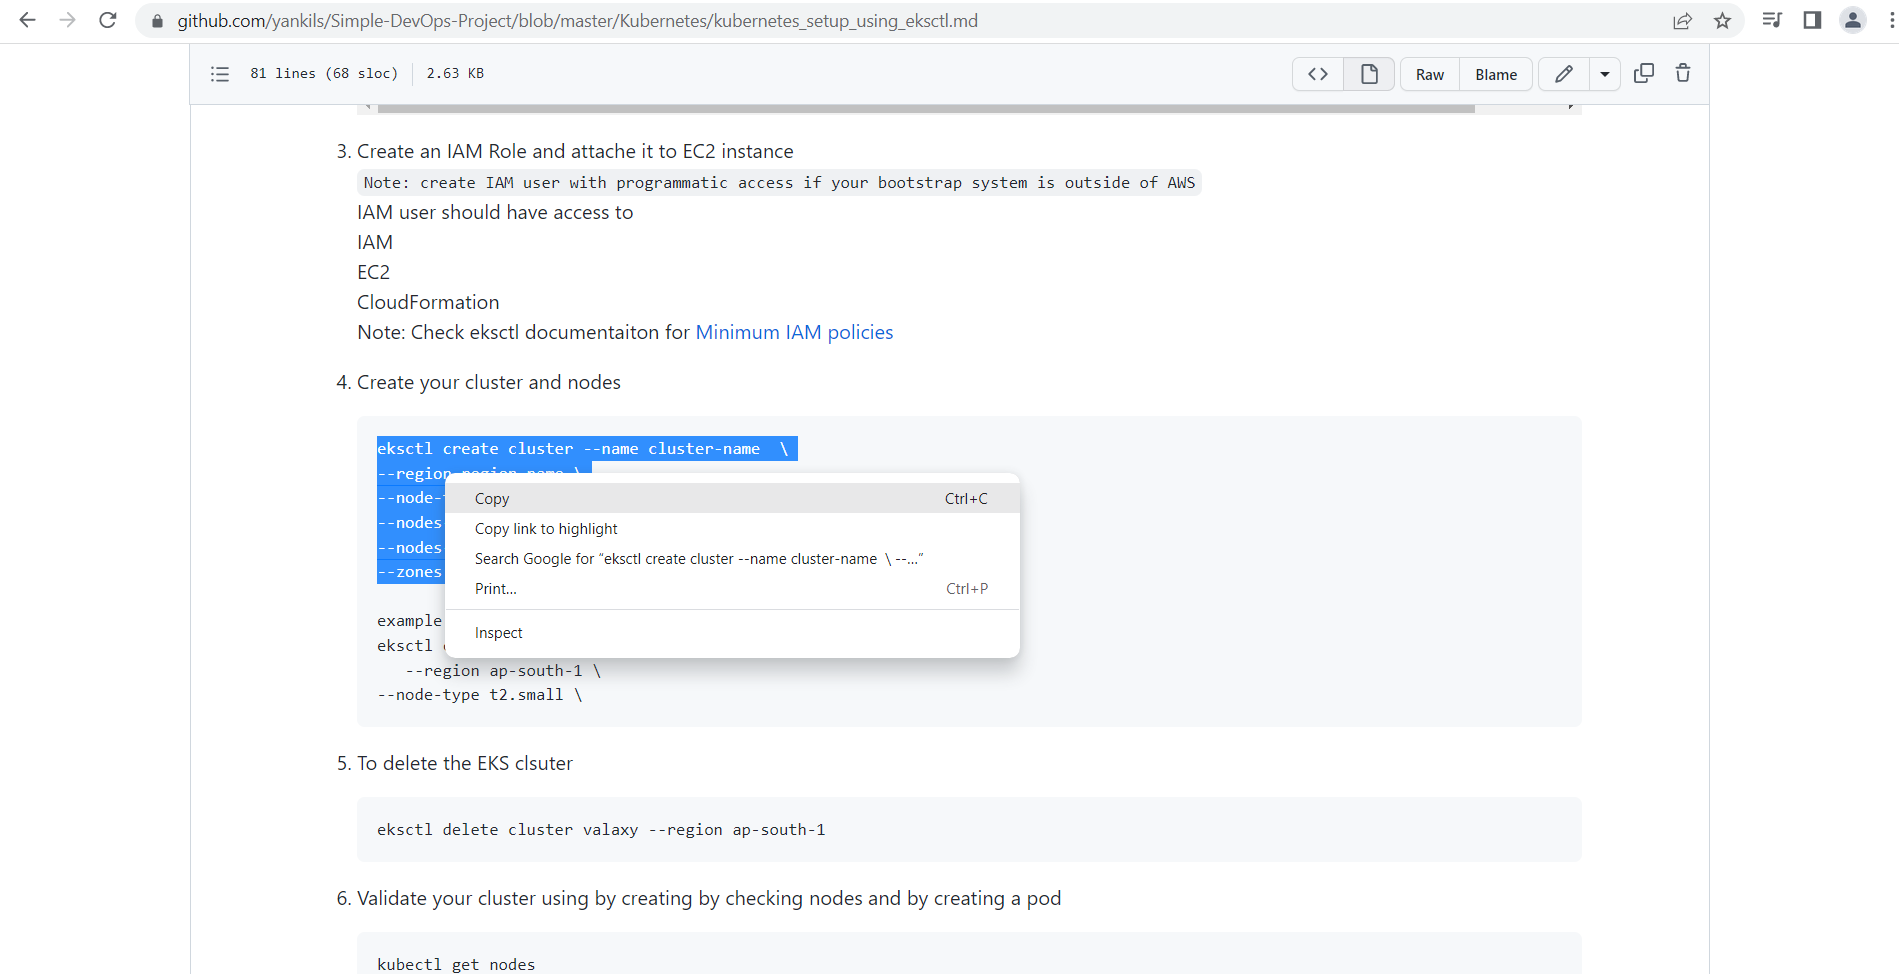 github.com/yankils/Simple-DevOps-Project/blob/master/Kubernetes/kubernetes_setup_using_eksctl.md
81 lines (68 sloc) 2.63 KB
Raw Blame
3. Create an IAM Role and attache it to EC2 instance
Note: create IAM user with programmatic access if your bootstrap system is outside of AWS
IAM user should have access to
IAM
EC2
CloudFormation
Note: Check eksctl documentaiton for Minimum IAM policies
4. Create your cluster and nodes
eksctl create cluster --name cluster-name \
--region region-name \
--node-
--nodes
--nodes
--zones
Copy Ctrl+C
Copy link to highlight
Search Google for “eksctl create cluster --name cluster-name \ --...”
Print... Ctrl+P
Inspect
example
eksctl
--region ap-south-1 \
--node-type t2.small \
5. To delete the EKS clsuter
eksctl delete cluster valaxy --region ap-south-1
6. Validate your cluster using by creating by checking nodes and by creating a pod
kubectl get nodes